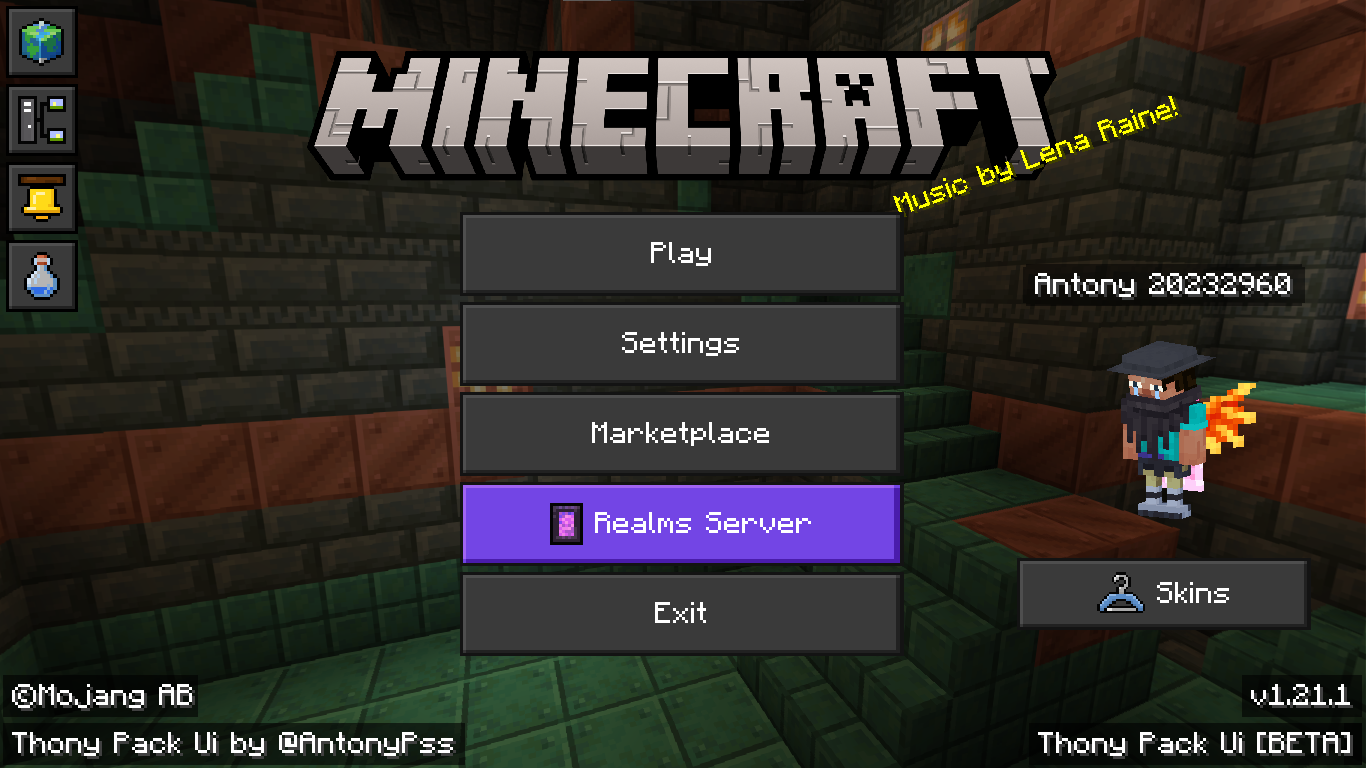 MINECRAFT
Music by Lena Raine!
Play
Settings
Marketplace
Realms Server
Exit
Antony 20232960
Skins
©Mojang AB
v1.21.1
Thony Pack Ui by @AntonyPss
Thony Pack Ui [BETA]